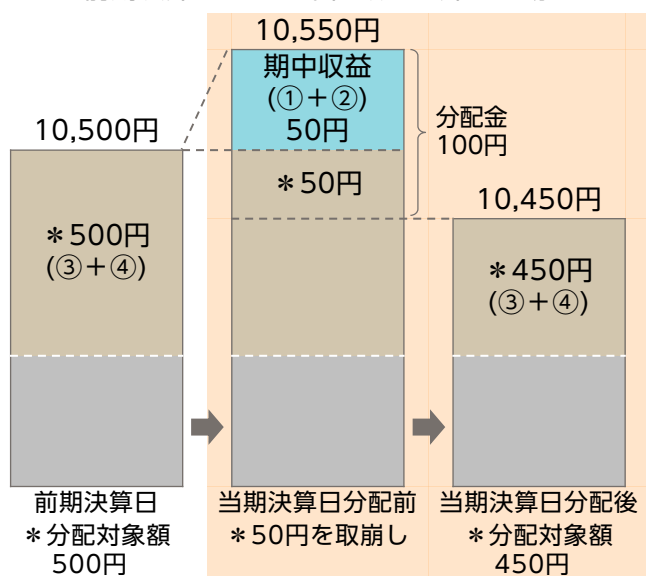 10,550円
期中収益
(①+②)
50円
分配金
100円
10,500円
＊50円
10,450円
＊500円
(③+④)
＊450円
(③+④)
前期決算日
＊分配対象額
500円
当期決算日分配前
＊50円を取崩し
当期決算日分配後
＊分配対象額
450円